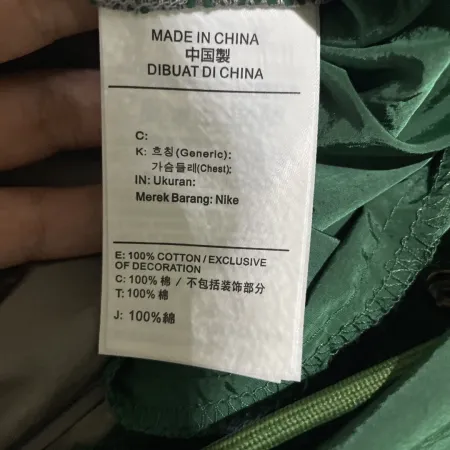 MADE IN CHINA
中国製
DIBUAT DI CHINA
C:
K: 흐칭(Generic):
가슴들레(Chest);
IN: Ukuran:
Merek Barang: Nike
E: 100% COTTON/EXCLUSIVE
OF DECORATION
C: 100% 棉 / 不包括装饰部分
T: 100% 棉
J: 100% 綿